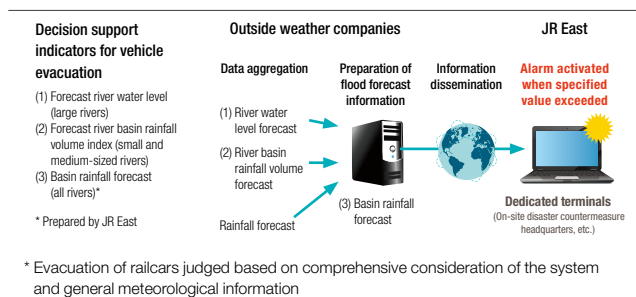 Decision support
indicators for vehicle
evacuation
(1) Forecast river water level
(large rivers)
(2) Forecast river basin rainfall
volume index (small and
medium-sized rivers)
(3) Basin rainfall forecast
(all rivers)*
* Prepared by JR East
Outside weather companies
Data aggregation
(1) River water
level forecast
(2) River basin
rainfall volume
forecast
Rainfall forecast
Preparation of
flood forecast
information
(3) Basin rainfall
forecast
Information
dissemination
JR East
Alarm activated
when specified
value exceeded
Dedicated terminals
(On-site disaster countermeasure
headquarters, etc.)
* Evacuation of railcars judged based on comprehensive consideration of the system
and general meteorological information